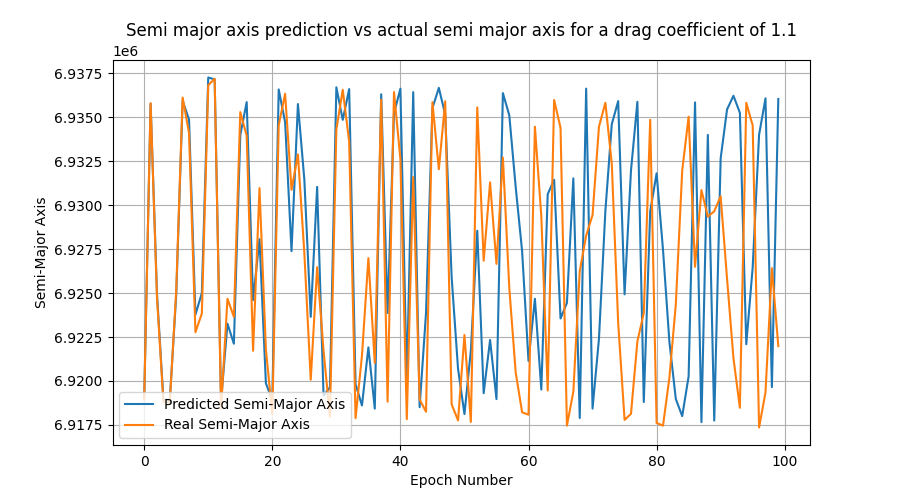 Semi major axis prediction vs actual semi major axis for a drag coefficient of 1.1
1e6
6.9375
6.9350
6.9325
6.9300
6.9275
6.9250
6.9225
6.9200
6.9175
Semi-Major Axis
Predicted Semi-Major Axis
Real Semi-Major Axis
0 20 40 60 80 100
Epoch Number